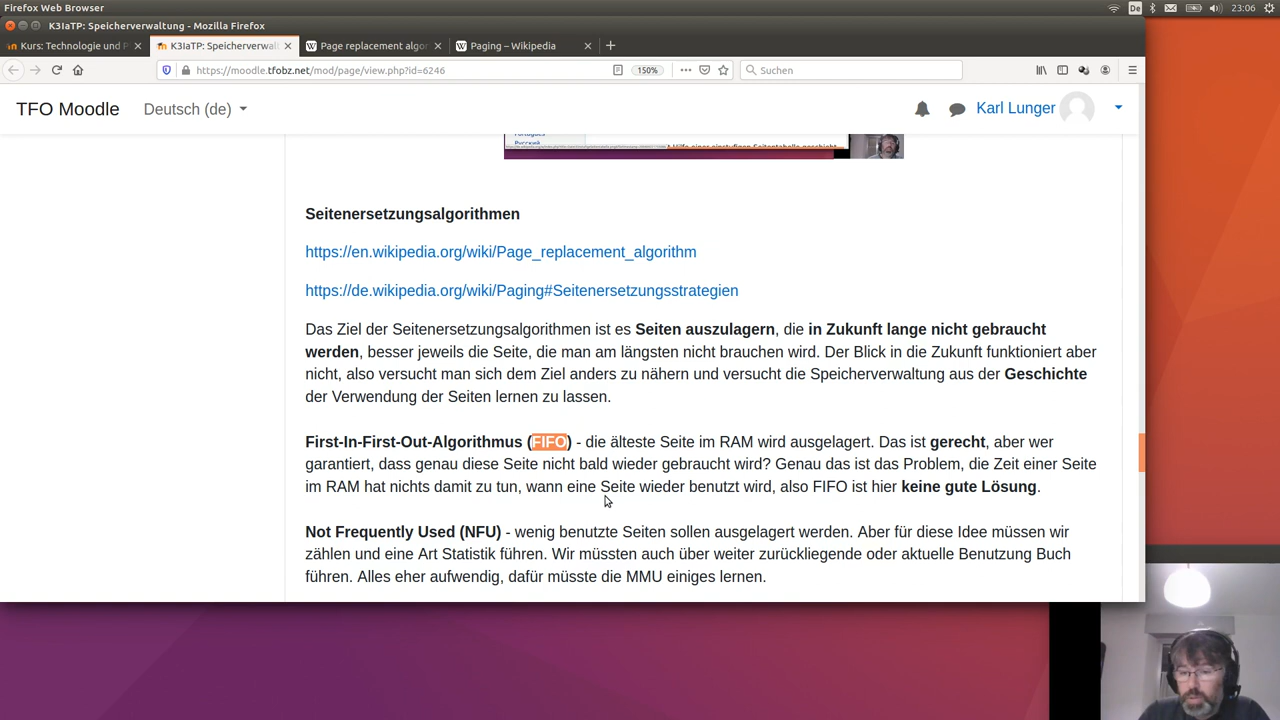 Firefox Web Browser
De
23:06
K3IaTP: Speicherverwaltung - Mozilla Firefox
Kurs: Technologie und P
K3IaTP: Speicherverwal
Page replacement algor
Paging – Wikipedia
https://moodle.tfobz.net/mod/page/view.php?id=6246
150%
Suchen
TFO Moodle
Deutsch (de)
Karl Lunger
Русский
Seitenersetzungsalgorithmen
https://en.wikipedia.org/wiki/Page_replacement_algorithm
https://de.wikipedia.org/wiki/Paging#Seitenersetzungsstrategien
Das Ziel der Seitenersetzungsalgorithmen ist es Seiten auszulagern, die in Zukunft lange nicht gebraucht
werden, besser jeweils die Seite, die man am längsten nicht brauchen wird. Der Blick in die Zukunft funktioniert aber
nicht, also versucht man sich dem Ziel anders zu nähern und versucht die Speicherverwaltung aus der Geschichte
der Verwendung der Seiten lernen zu lassen.
First-In-First-Out-Algorithmus (FIFO) - die älteste Seite im RAM wird ausgelagert. Das ist gerecht, aber wer
garantiert, dass genau diese Seite nicht bald wieder gebraucht wird? Genau das ist das Problem, die Zeit einer Seite
im RAM hat nichts damit zu tun, wann eine Seite wieder benutzt wird, also FIFO ist hier keine gute Lösung.
Not Frequently Used (NFU) - wenig benutzte Seiten sollen ausgelagert werden. Aber für diese Idee müssen wir
zählen und eine Art Statistik führen. Wir müssten auch über weiter zurückliegende oder aktuelle Benutzung Buch
führen. Alles eher aufwendig, dafür müsste die MMU einiges lernen.